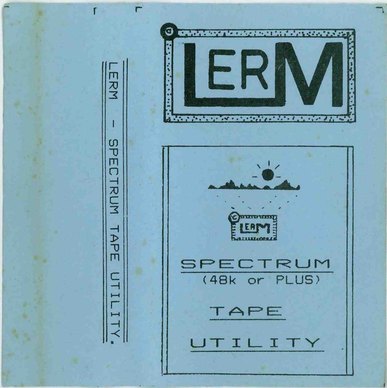 LERM - SPECTRUM TAPE UTILITY.
LERM
LERM
SPECTRUM
(48k or PLUS)
TAPE
UTILITY